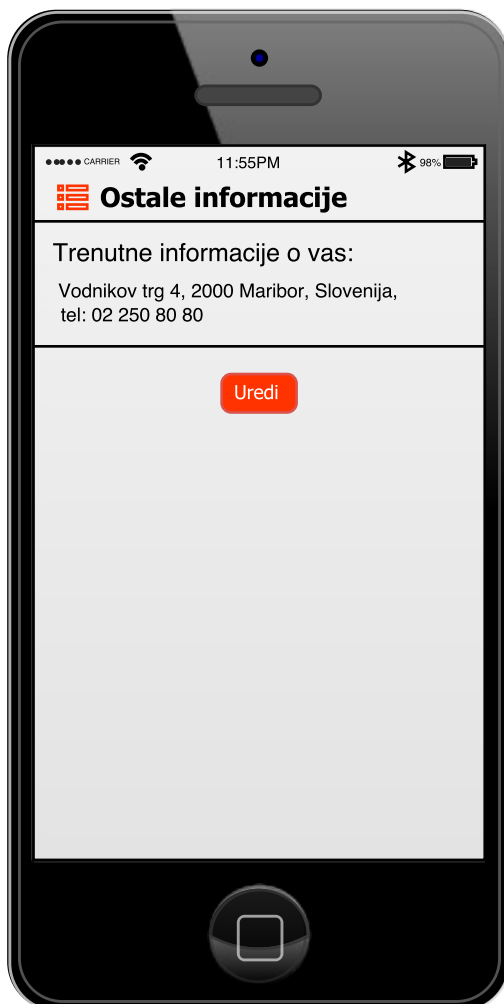 CARRIER 11:55PM 98%
Ostale informacije
Trenutne informacije o vas:
Vodnikov trg 4, 2000 Maribor, Slovenija,
tel: 02 250 80 80
Uredi